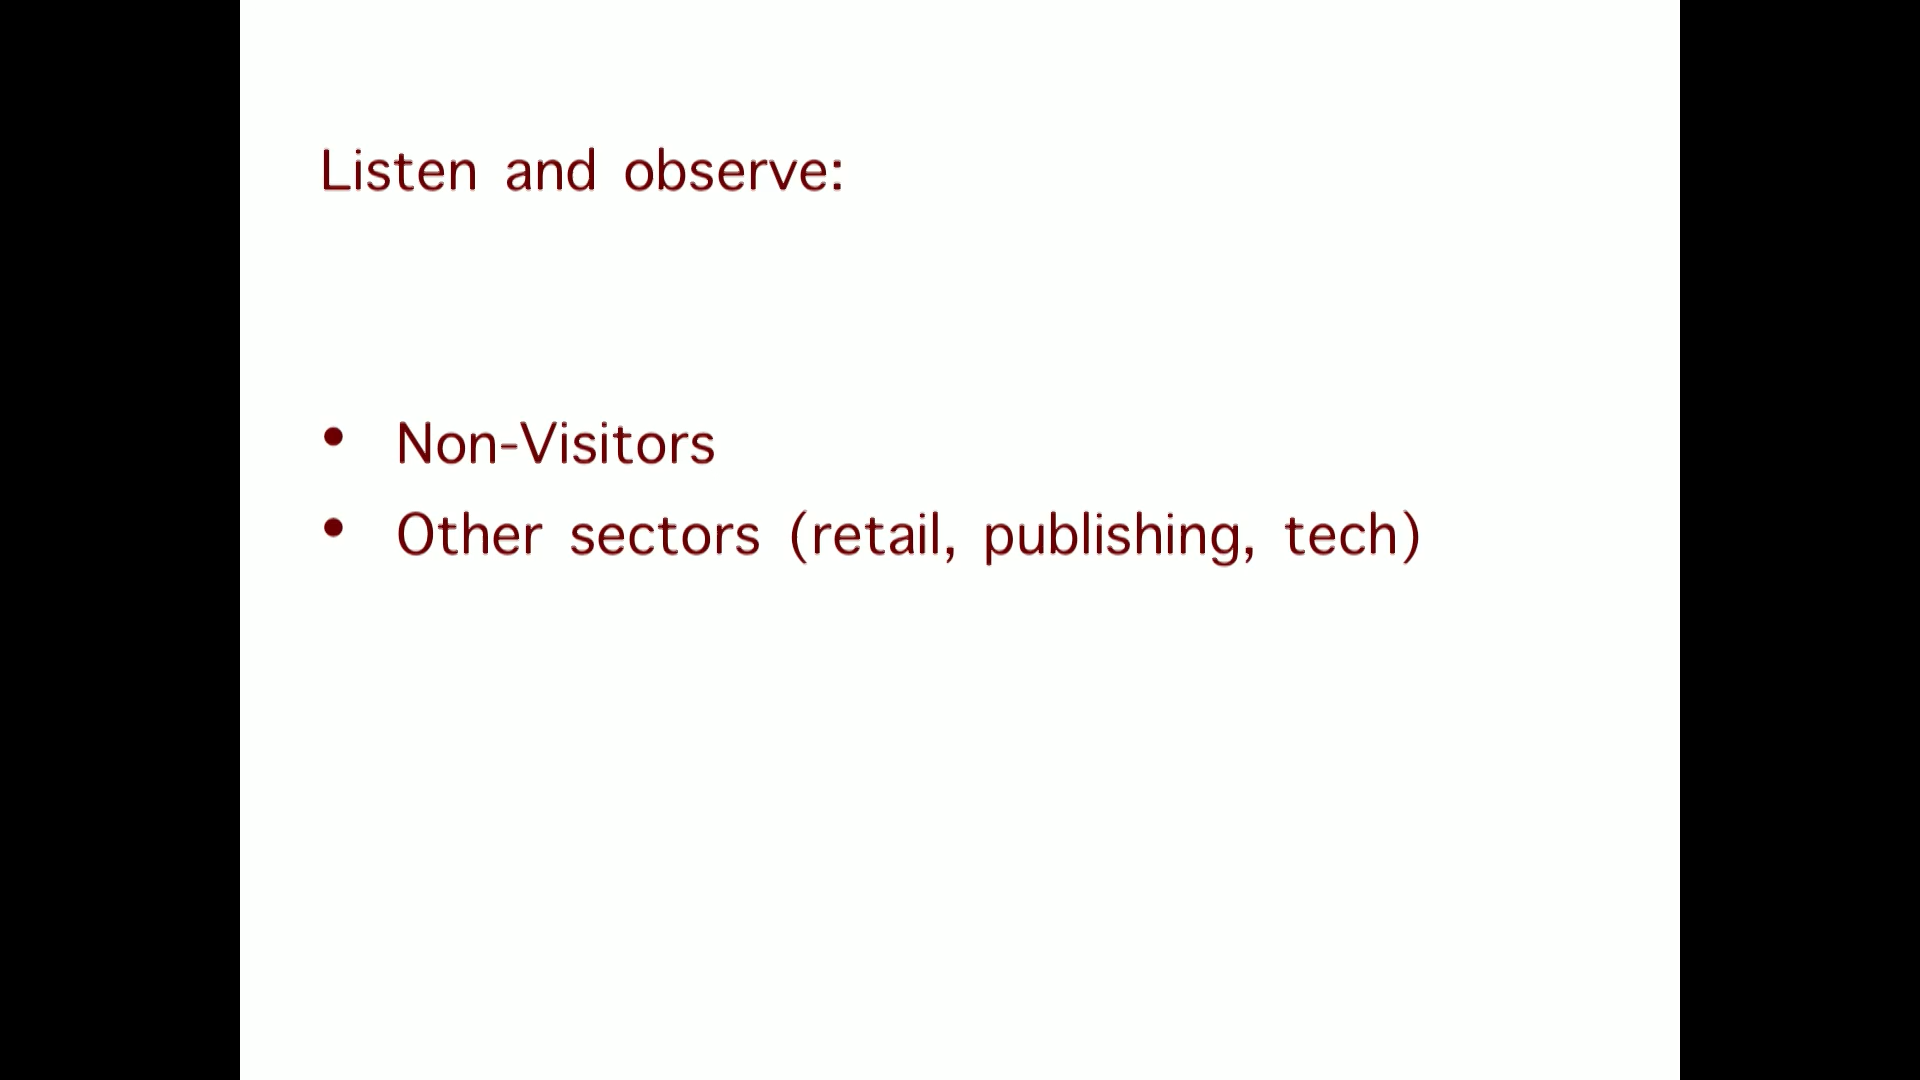 Listen and observe:
• Non-Visitors
• Other sectors (retail, publishing, tech)